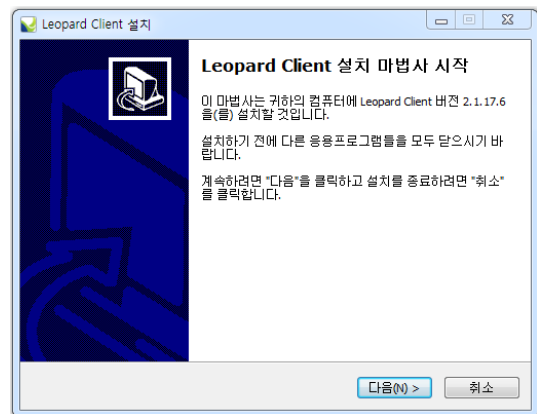 Leopard Client 설치
Leopard Client 설치 마법사 시작
이 마법사는 귀하의 컴퓨터에 Leopard Client 버전 2.1.17.6
을(를) 설치할 것입니다.
설치하기 전에 다른 응용프로그램들을 모두 닫으시기 바
랍니다.
계속하려면 "다음"을 클릭하고 설치를 종료하려면 "취소"
를 클릭합니다.
다음(N) >
취소